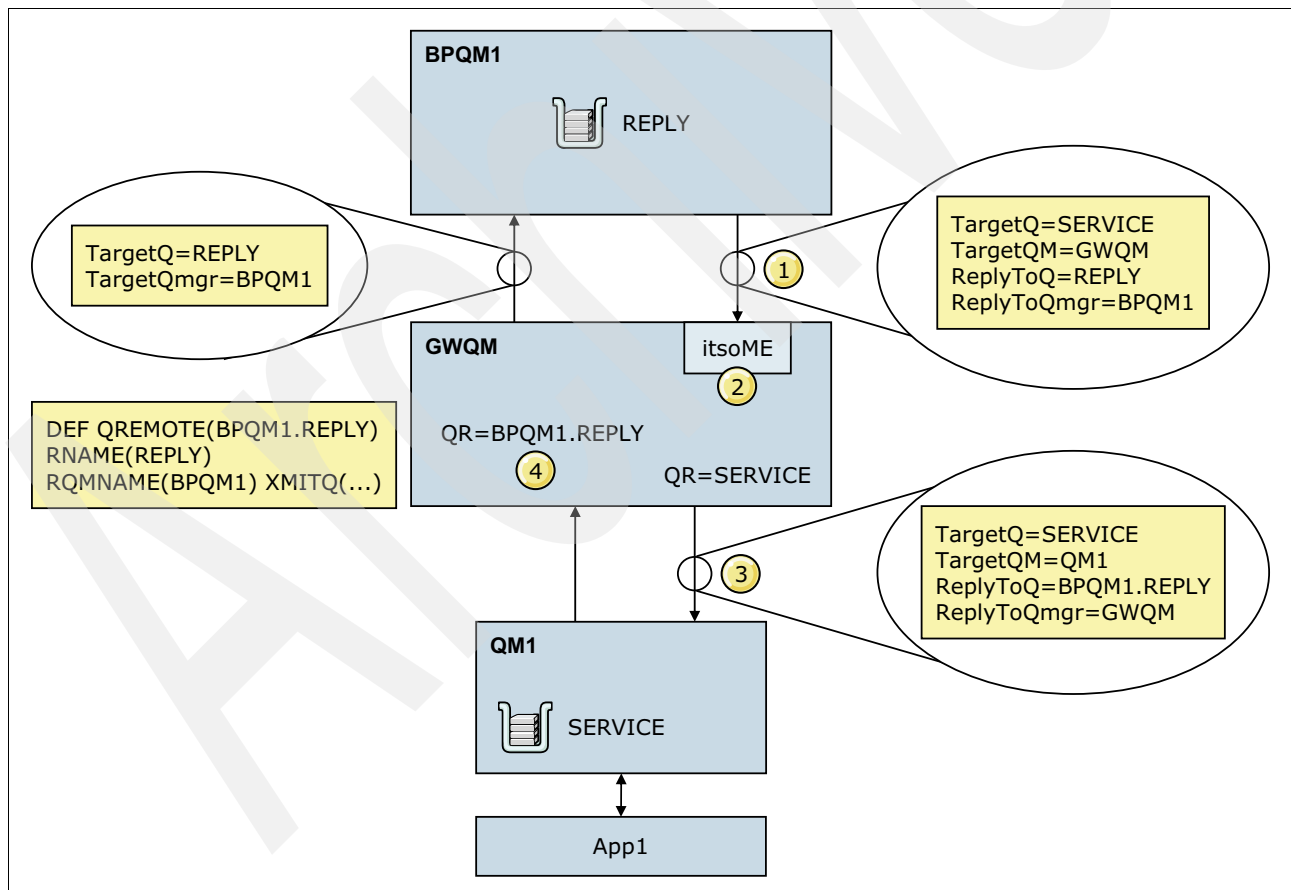 BPQM1
REPLY
TargetQ=REPLY
TargetQmgr=BPQM1
TargetQ=SERVICE
TargetQM=GWQM
ReplyToQ=REPLY
ReplyToQmgr=BPQM1
1
GWQM
itsoME
2
DEF QREMOTE(BPQM1.REPLY)
RNAME(REPLY)
RQMNAME(BPQM1) XMITQ(...)
QR=BPQM1.REPLY
4
QR=SERVICE
3
TargetQ=SERVICE
TargetQM=QM1
ReplyToQ=BPQM1.REPLY
ReplyToQmgr=GWQM
QM1
SERVICE
App1